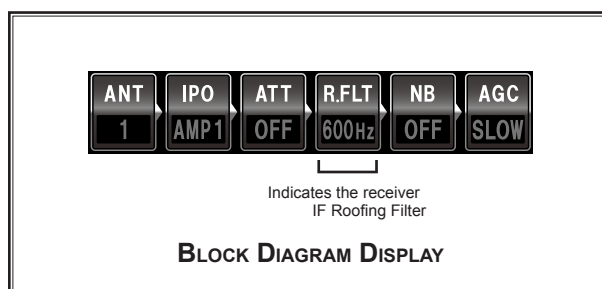 ANT IPO ATT R.FLT NB AGC
1 AMP1 OFF 600Hz OFF SLOW
Indicates the receiver
IF Roofing Filter
BLOCK DIAGRAM DISPLAY